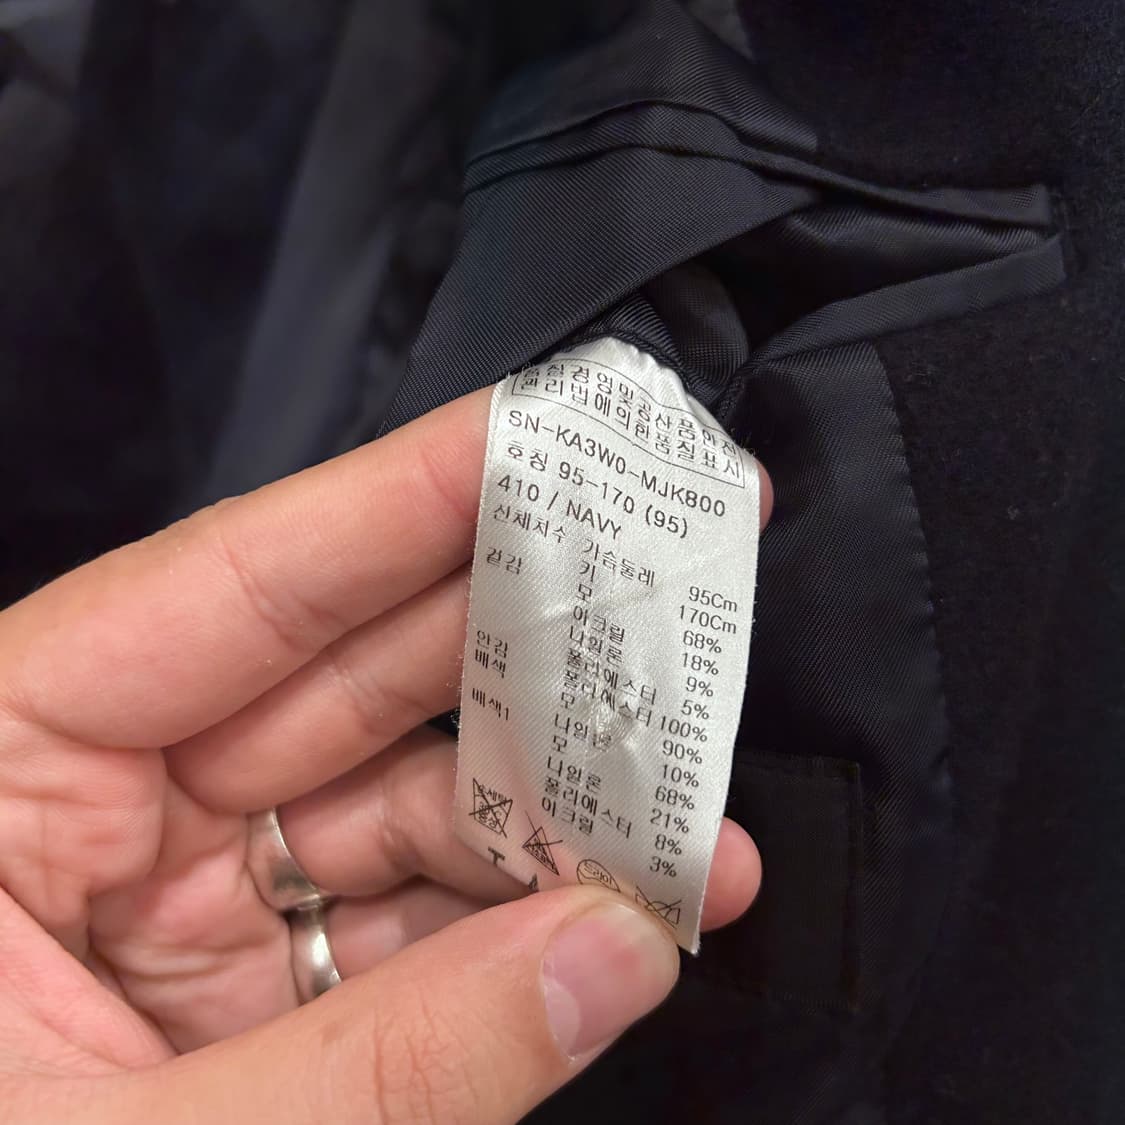 경영및공산품안전
관리법에의한품질표시
SN-KA3W0-MJK800
호칭 95-170 (95)
410 / NAVY
신체치수 가슴둘레 95Cm
키 170Cm
겉감 모 68%
아크릴 18%
나일론 9%
폴리에스터 5%
안감 폴리에스터 100%
배색 모 90%
나일론 10%
배색1 모 68%
나일론 21%
폴리에스터 8%
아크릴 3%
드라이